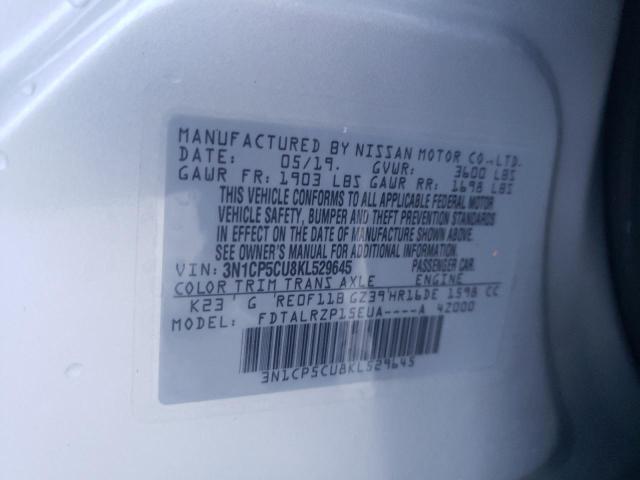 MANUFACTURED BY NISSAN MOTOR CO.,LTD.
DATE: 05/19. GVWR: 3600 LBS
GAWR FR: 1903 LBS GAWR RR: 1698 LBS
THIS VEHICLE CONFORMS TO ALL APPLICABLE FEDERAL MOTOR
VEHICLE SAFETY, BUMPER AND THEFT PREVENTION STANDARDS
IN EFFECT ON THE DATE OF MANUFACTURE SHOWN ABOVE.
SEE OWNER'S MANUAL FOR ADDITIONAL INFORMATION.
VIN: 3N1CP5CU8KL529645 PASSENGER CAR
COLOR TRIM TRANS AXLE ENGINE
K23 G RE0F11B GZ39 HR16DE 1598 CC
MODEL: FDTALRZP15EUA----A 42000
3N1CP5CU8KL529645